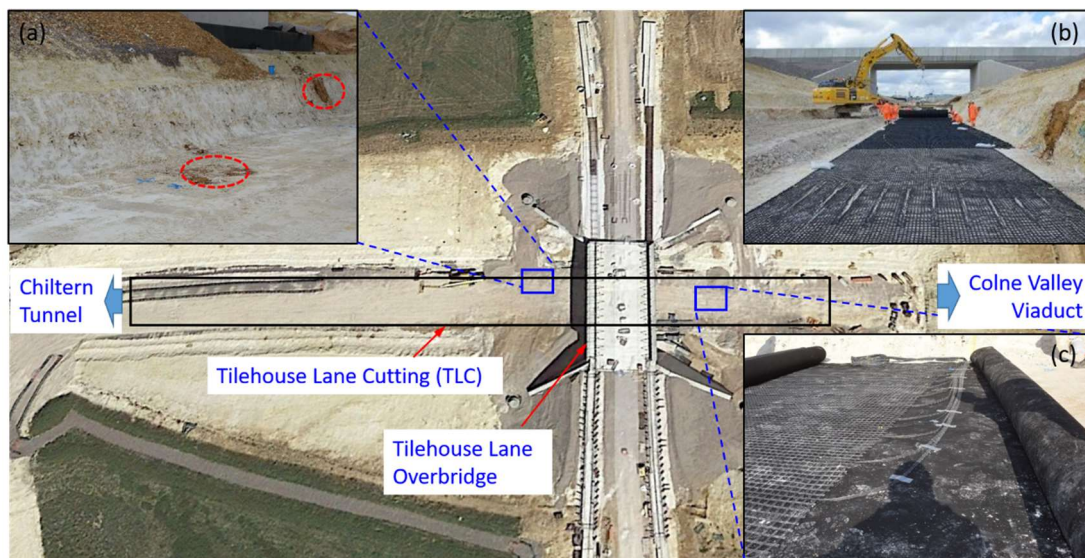 (a)
(b)
Chiltern
Tunnel
Colne Valley
Viaduct
Tilehouse Lane Cutting (TLC)
Tilehouse Lane
Overbridge
(c)